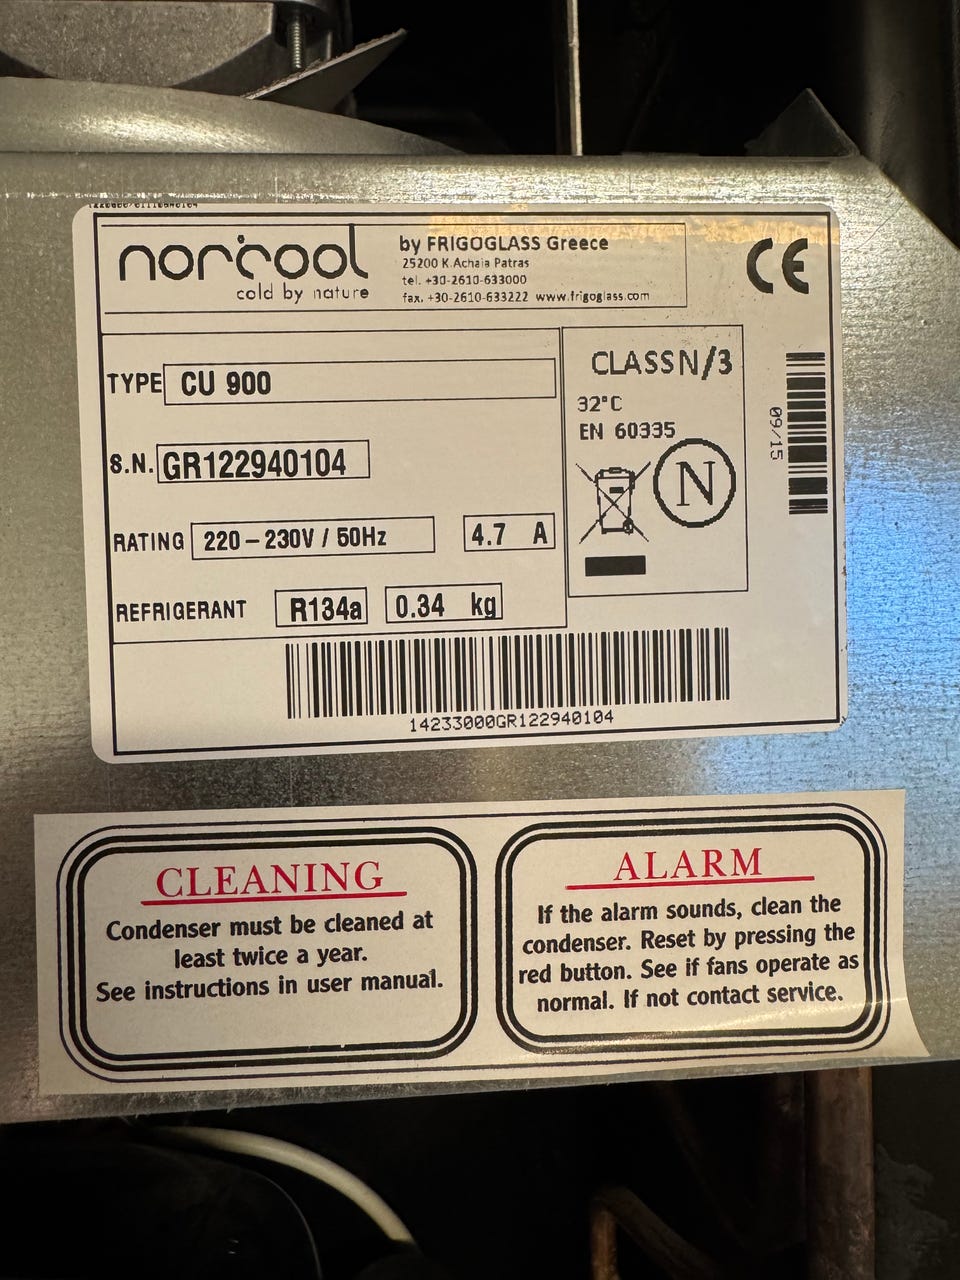 norcool
cold by nature
by FRIGOGLASS Greece
25200 K.Achaia Patras
tel. +30-2610-633000
fax. +30-2610-633222 www.frigoglass.com
CE
TYPE CU 900
S.N. GR122940104
RATING 220-230V / 50Hz 4.7 A
REFRIGERANT R134a 0.34 kg
CLASS N/3
32°C
EN 60335
N
09/15
14233000GR122940104
CLEANING
Condenser must be cleaned at
least twice a year.
See instructions in user manual.
ALARM
If the alarm sounds, clean the
condenser. Reset by pressing the
red button. See if fans operate as
normal. If not contact service.